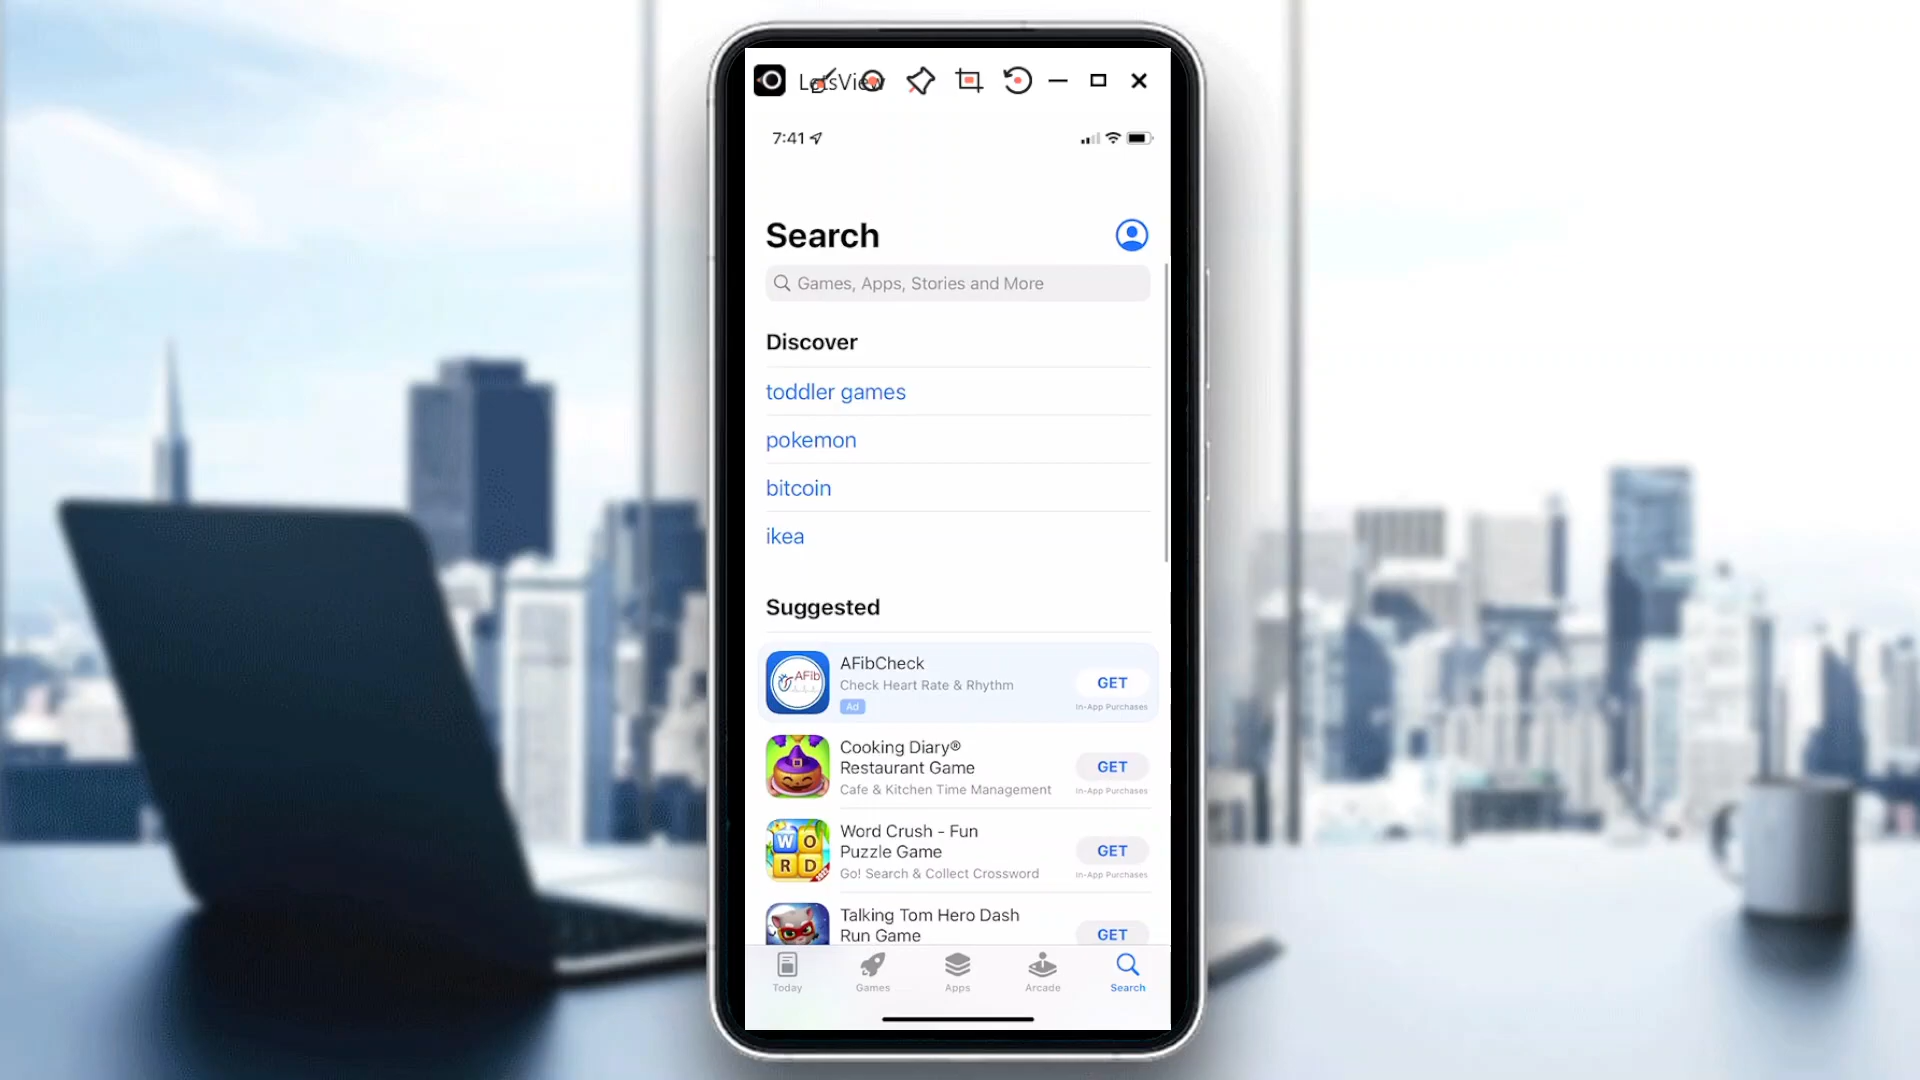 LetsView
7:41
Search
Games, Apps, Stories and More
Discover
toddler games
pokemon
bitcoin
ikea
Suggested
AFib
AFibCheck
Check Heart Rate & Rhythm
Ad
GET
In-App Purchases
Cooking Diary®
Restaurant Game
Cafe & Kitchen Time Management
GET
In-App Purchases
WORD
FREE
Word Crush - Fun
Puzzle Game
Go! Search & Collect Crossword
GET
In-App Purchases
Talking Tom Hero Dash
Run Game
GET
Today
Games
Apps
Arcade
Search